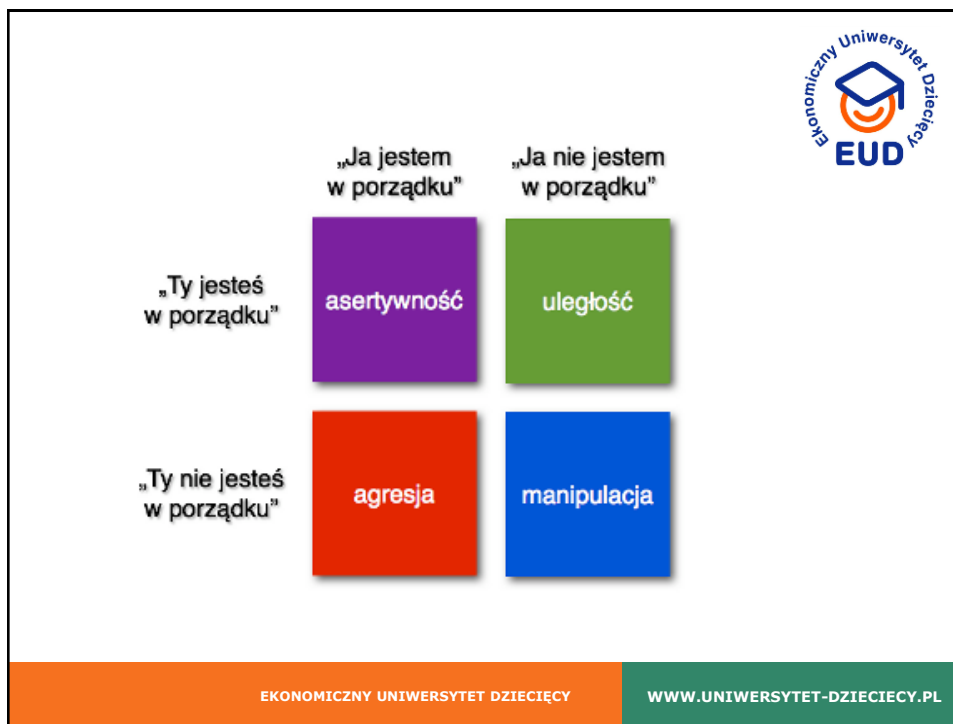 Ekonomiczny Uniwersytet Dziecięcy
EUD
„Ja jestem
w porządku”
„Ja nie jestem
w porządku”
„Ty jesteś
w porządku”
asertywność
uległość
„Ty nie jesteś
w porządku”
agresja
manipulacja
EKONOMICZNY UNIWERSYTET DZIECIĘCY
WWW.UNIWERSYTET-DZIECIECY.PL